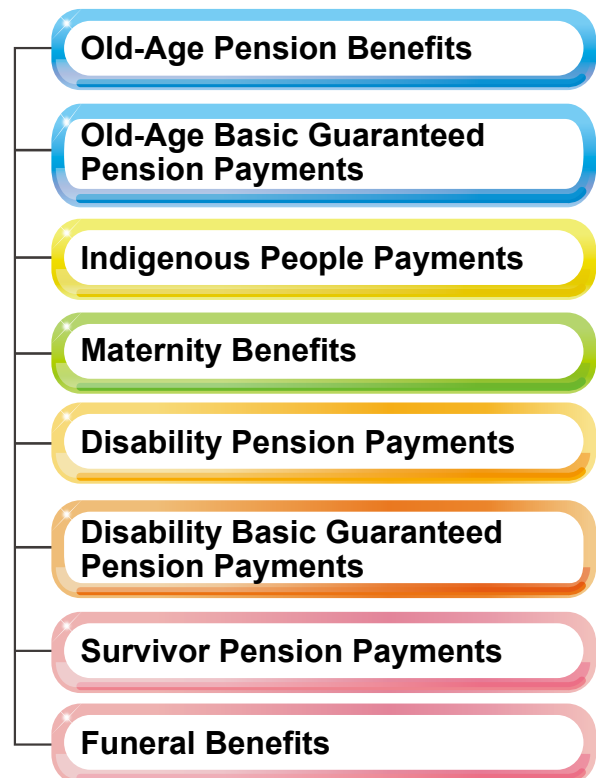 Old-Age Pension Benefits
Old-Age Basic Guaranteed
Pension Payments
Indigenous People Payments
Maternity Benefits
Disability Pension Payments
Disability Basic Guaranteed
Pension Payments
Survivor Pension Payments
Funeral Benefits